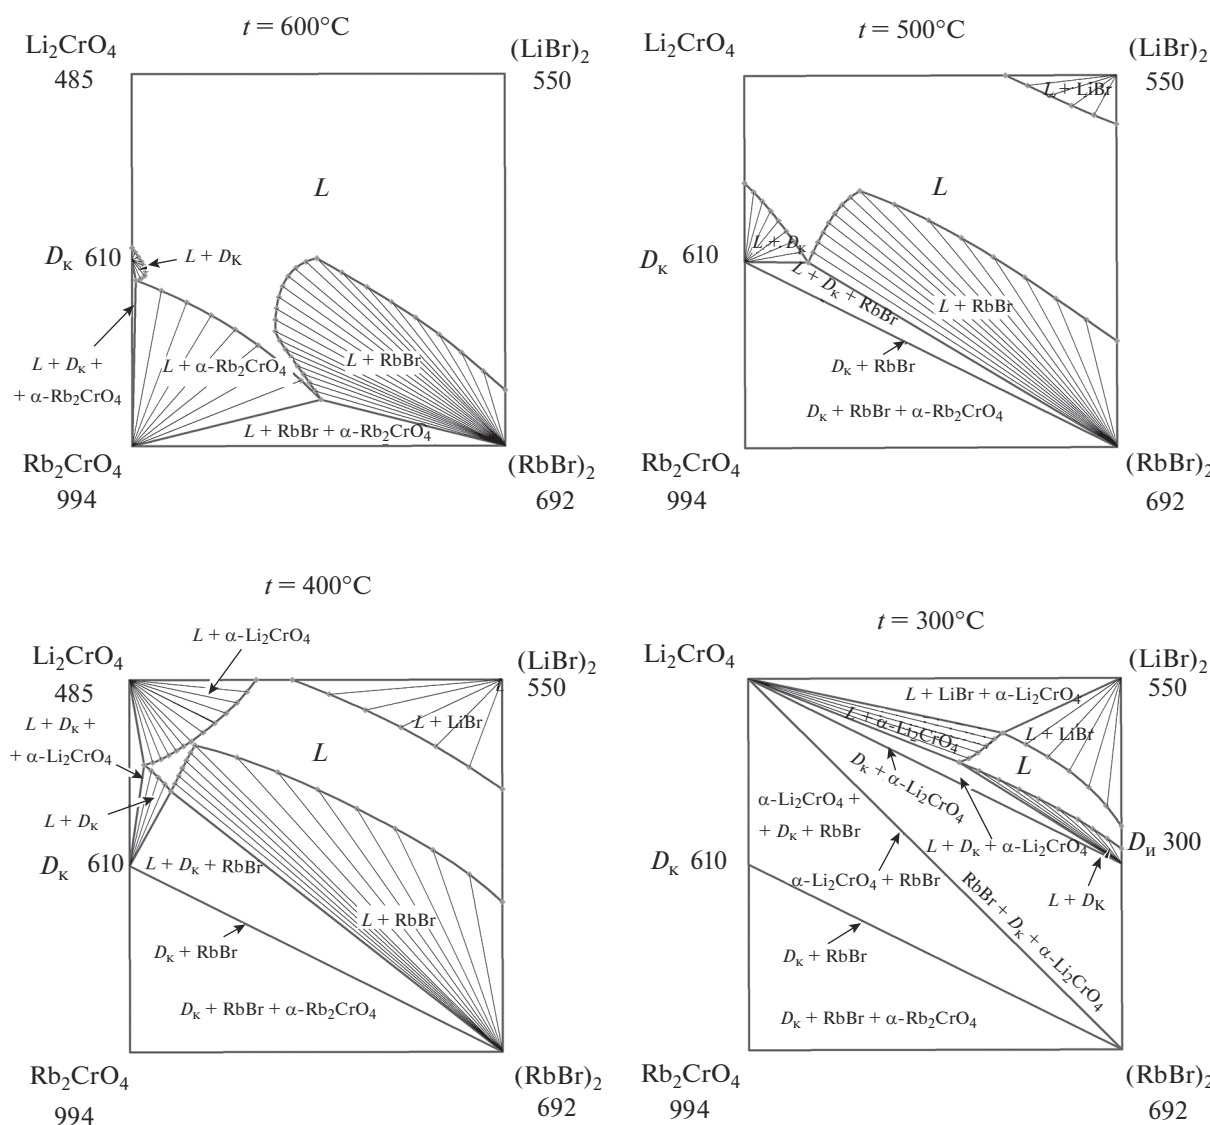 t = 600°C
Li₂CrO₄
485
(LiBr)₂
550
L
Dк 610
L + Dк
L + Dк +
+ α-Rb₂CrO₄
L + α-Rb₂CrO₄
L + RbBr
L + RbBr + α-Rb₂CrO₄
Rb₂CrO₄
994
(RbBr)₂
692
t = 500°C
Li₂CrO₄
(LiBr)₂
550
L + LiBr
L
Dк 610
L + Dк
L + Dк + RbBr
L + RbBr
Dк + RbBr
Dк + RbBr + α-Rb₂CrO₄
Rb₂CrO₄
994
(RbBr)₂
692
t = 400°C
L + α-Li₂CrO₄
Li₂CrO₄
485
(LiBr)₂
550
L + Dк +
+ α-Li₂CrO₄
L + LiBr
L
L + Dк
Dк 610
L + Dк + RbBr
L + RbBr
Dк + RbBr
Dк + RbBr + α-Rb₂CrO₄
Rb₂CrO₄
994
(RbBr)₂
692
t = 300°C
Li₂CrO₄
(LiBr)₂
550
L + LiBr + α-Li₂CrO₄
L + α-Li₂CrO₄
L + LiBr
L
Dк + α-Li₂CrO₄
α-Li₂CrO₄ +
+ Dк + RbBr
L + Dк + α-Li₂CrO₄
Dи 300
Dк 610
α-Li₂CrO₄ + RbBr
L + Dк
RbBr + Dк + α-Li₂CrO₄
Dк + RbBr
Dк + RbBr + α-Rb₂CrO₄
Rb₂CrO₄
994
(RbBr)₂
692